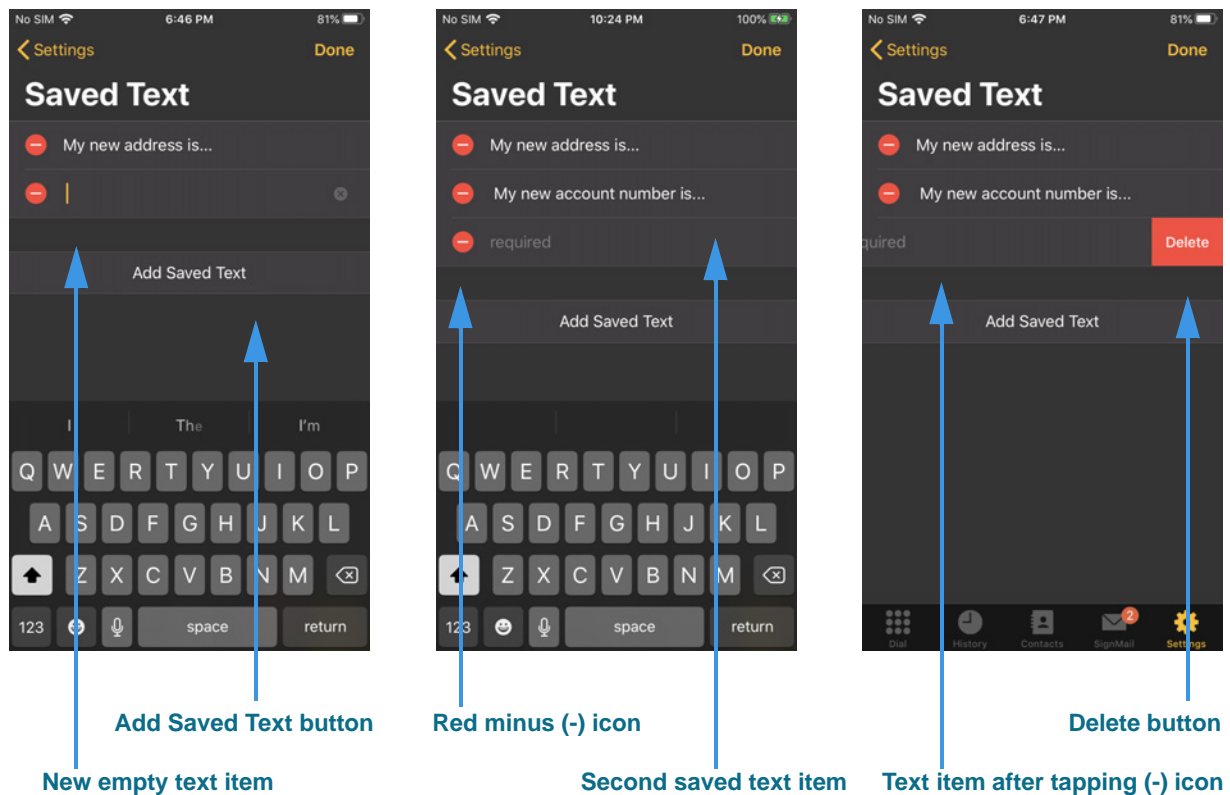 No SIM 6:46 PM 81%
Settings Done
Saved Text
My new address is...
Add Saved Text
I The I'm
Q W E R T Y U I O P
A S D F G H J K L
Z X C V B N M
123 space return
No SIM 10:24 PM 100%
Settings Done
Saved Text
My new address is...
My new account number is...
required
Add Saved Text
Q W E R T Y U I O P
A S D F G H J K L
Z X C V B N M
123 space return
No SIM 6:47 PM 81%
Settings Done
Saved Text
My new address is...
My new account number is...
quired Delete
Add Saved Text
2
Dial History Contacts SignMail Settings
Add Saved Text button
Red minus (-) icon
Delete button
New empty text item
Second saved text item
Text item after tapping (-) icon